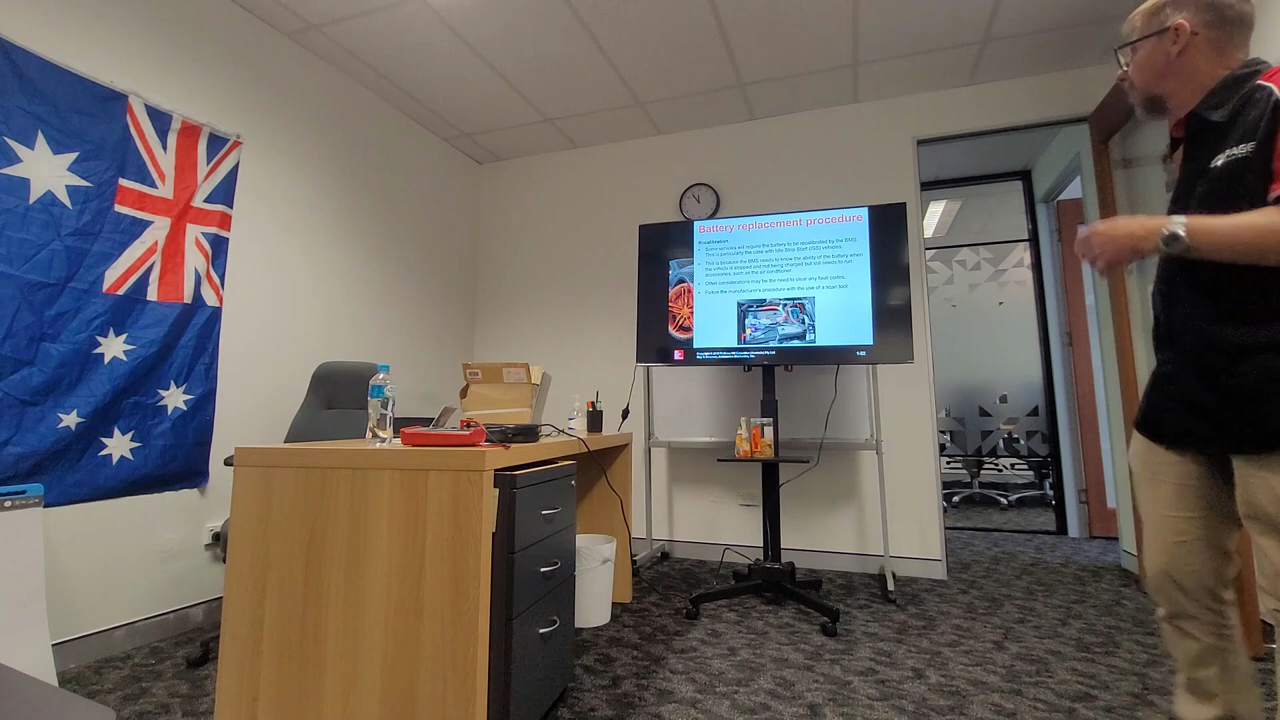 Battery replacement procedure
Recalibration
• Some vehicles will require the battery to be recalibrated by the BMS.
This is particularly the case with Idle Stop Start (ISS) vehicles.
• This is because the BMS needs to know the ability of the battery when
the vehicle is stopped and not being charged but still needs to run
accessories, such as the air conditioner.
• Other considerations may be the need to clear any fault codes.
• Follow the manufacturer's procedure with the use of a scan tool
1-22
PAGE